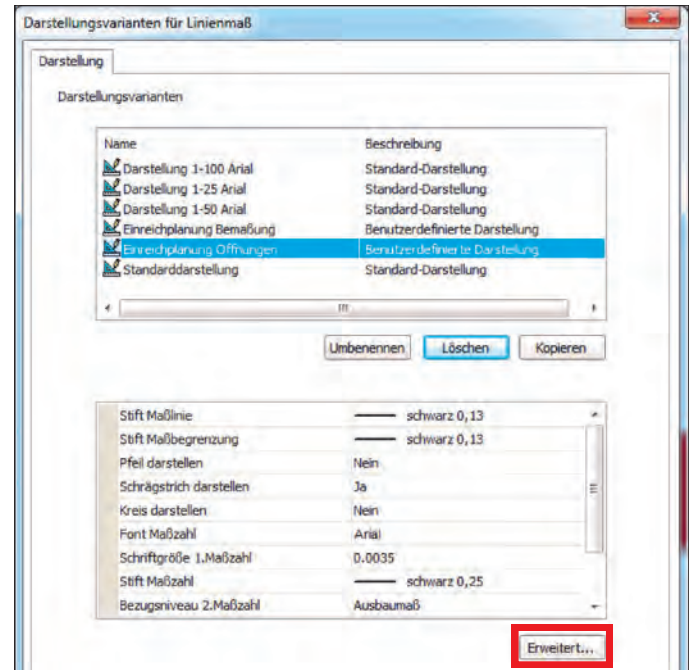 Darstellungsvarianten für Linienmaß
Darstellung
Darstellungsvarianten
Name Beschreibung
Darstellung 1-100 Arial Standard-Darstellung
Darstellung 1-25 Arial Standard-Darstellung
Darstellung 1-50 Arial Standard-Darstellung
Einreichplanung Bemaßung Benutzerdefinierte Darstellung
Einreichplanung Öffnungen Benutzerdefinierte Darstellung
Standarddarstellung Standard-Darstellung
Umbenennen Löschen Kopieren
Stift Maßlinie schwarz 0,13
Stift Maßbegrenzung schwarz 0,13
Pfeil darstellen Nein
Schrägstrich darstellen Ja
Kreis darstellen Nein
Font Maßzahl Arial
Schriftgröße 1.Maßzahl 0.0035
Stift Maßzahl schwarz 0,25
Bezugsniveau 2.Maßzahl Ausbaumaß
Erweitert...